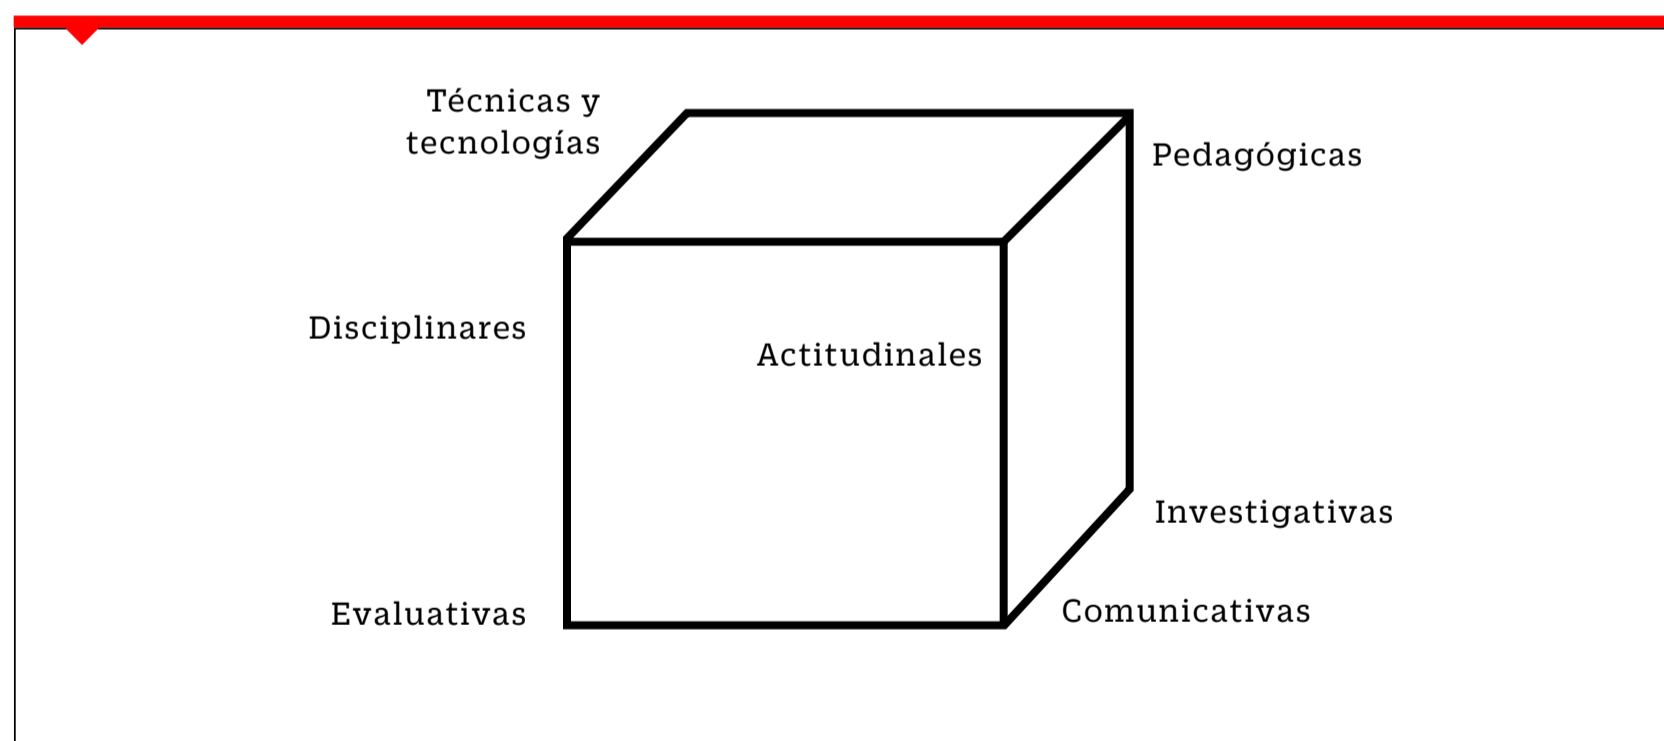 Técnicas y
tecnologías
Pedagógicas
Disciplinares
Actitudinales
Investigativas
Evaluativas
Comunicativas